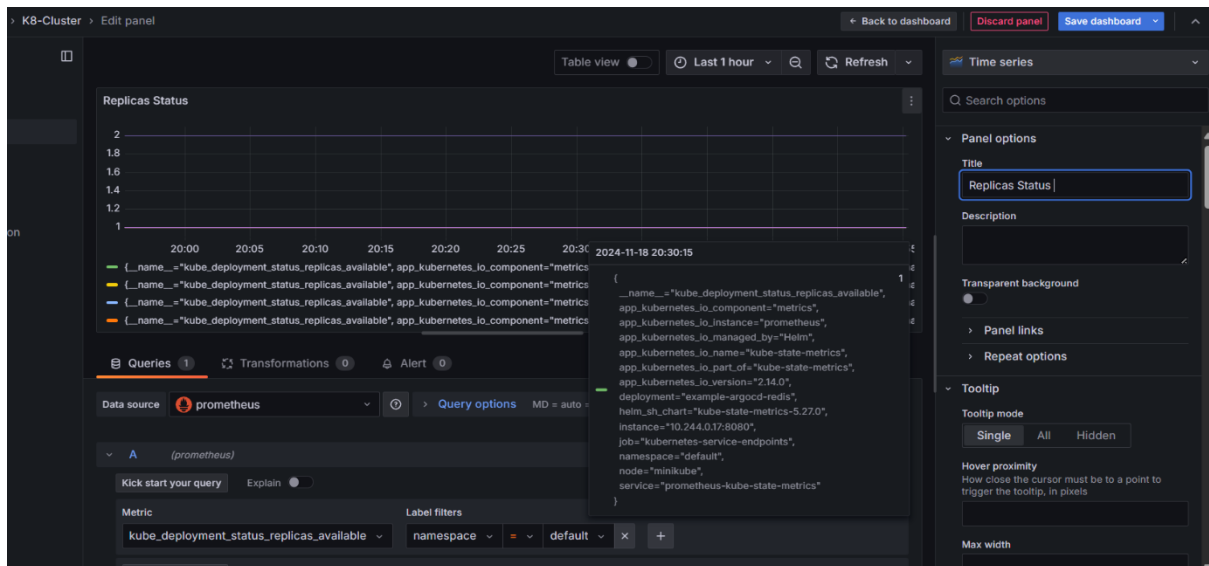 › K8-Cluster › Edit panel
← Back to dashboard
Discard panel
Save dashboard
on
Table view
Last 1 hour
Refresh
Time series
Replicas Status
Search options
2
1.8
1.6
1.4
1.2
1
20:00 20:05 20:10 20:15 20:20 20:25 20:30
{__name__="kube_deployment_status_replicas_available", app_kubernetes_io_component="metrics
{__name__="kube_deployment_status_replicas_available", app_kubernetes_io_component="metrics
{__name__="kube_deployment_status_replicas_available", app_kubernetes_io_component="metrics
{__name__="kube_deployment_status_replicas_available", app_kubernetes_io_component="metrics
2024-11-18 20:30:15
{ 1
__name__="kube_deployment_status_replicas_available",
app_kubernetes_io_component="metrics",
app_kubernetes_io_instance="prometheus",
app_kubernetes_io_managed_by="Helm",
app_kubernetes_io_name="kube-state-metrics",
app_kubernetes_io_part_of="kube-state-metrics",
app_kubernetes_io_version="2.14.0",
deployment="example-argocd-redis",
helm_sh_chart="kube-state-metrics-5.27.0",
instance="10.244.0.17:8080",
job="kubernetes-service-endpoints",
namespace="default",
node="minikube",
service="prometheus-kube-state-metrics"
}
Queries 1 Transformations 0 Alert 0
Data source prometheus › Query options MD = auto =
A (prometheus)
Kick start your query Explain
Metric Label filters
kube_deployment_status_replicas_available namespace = default × +
Panel options
Title
Replicas Status
Description
Transparent background
› Panel links
› Repeat options
Tooltip
Tooltip mode
Single All Hidden
Hover proximity
How close the cursor must be to a point to
trigger the tooltip, in pixels
Max width